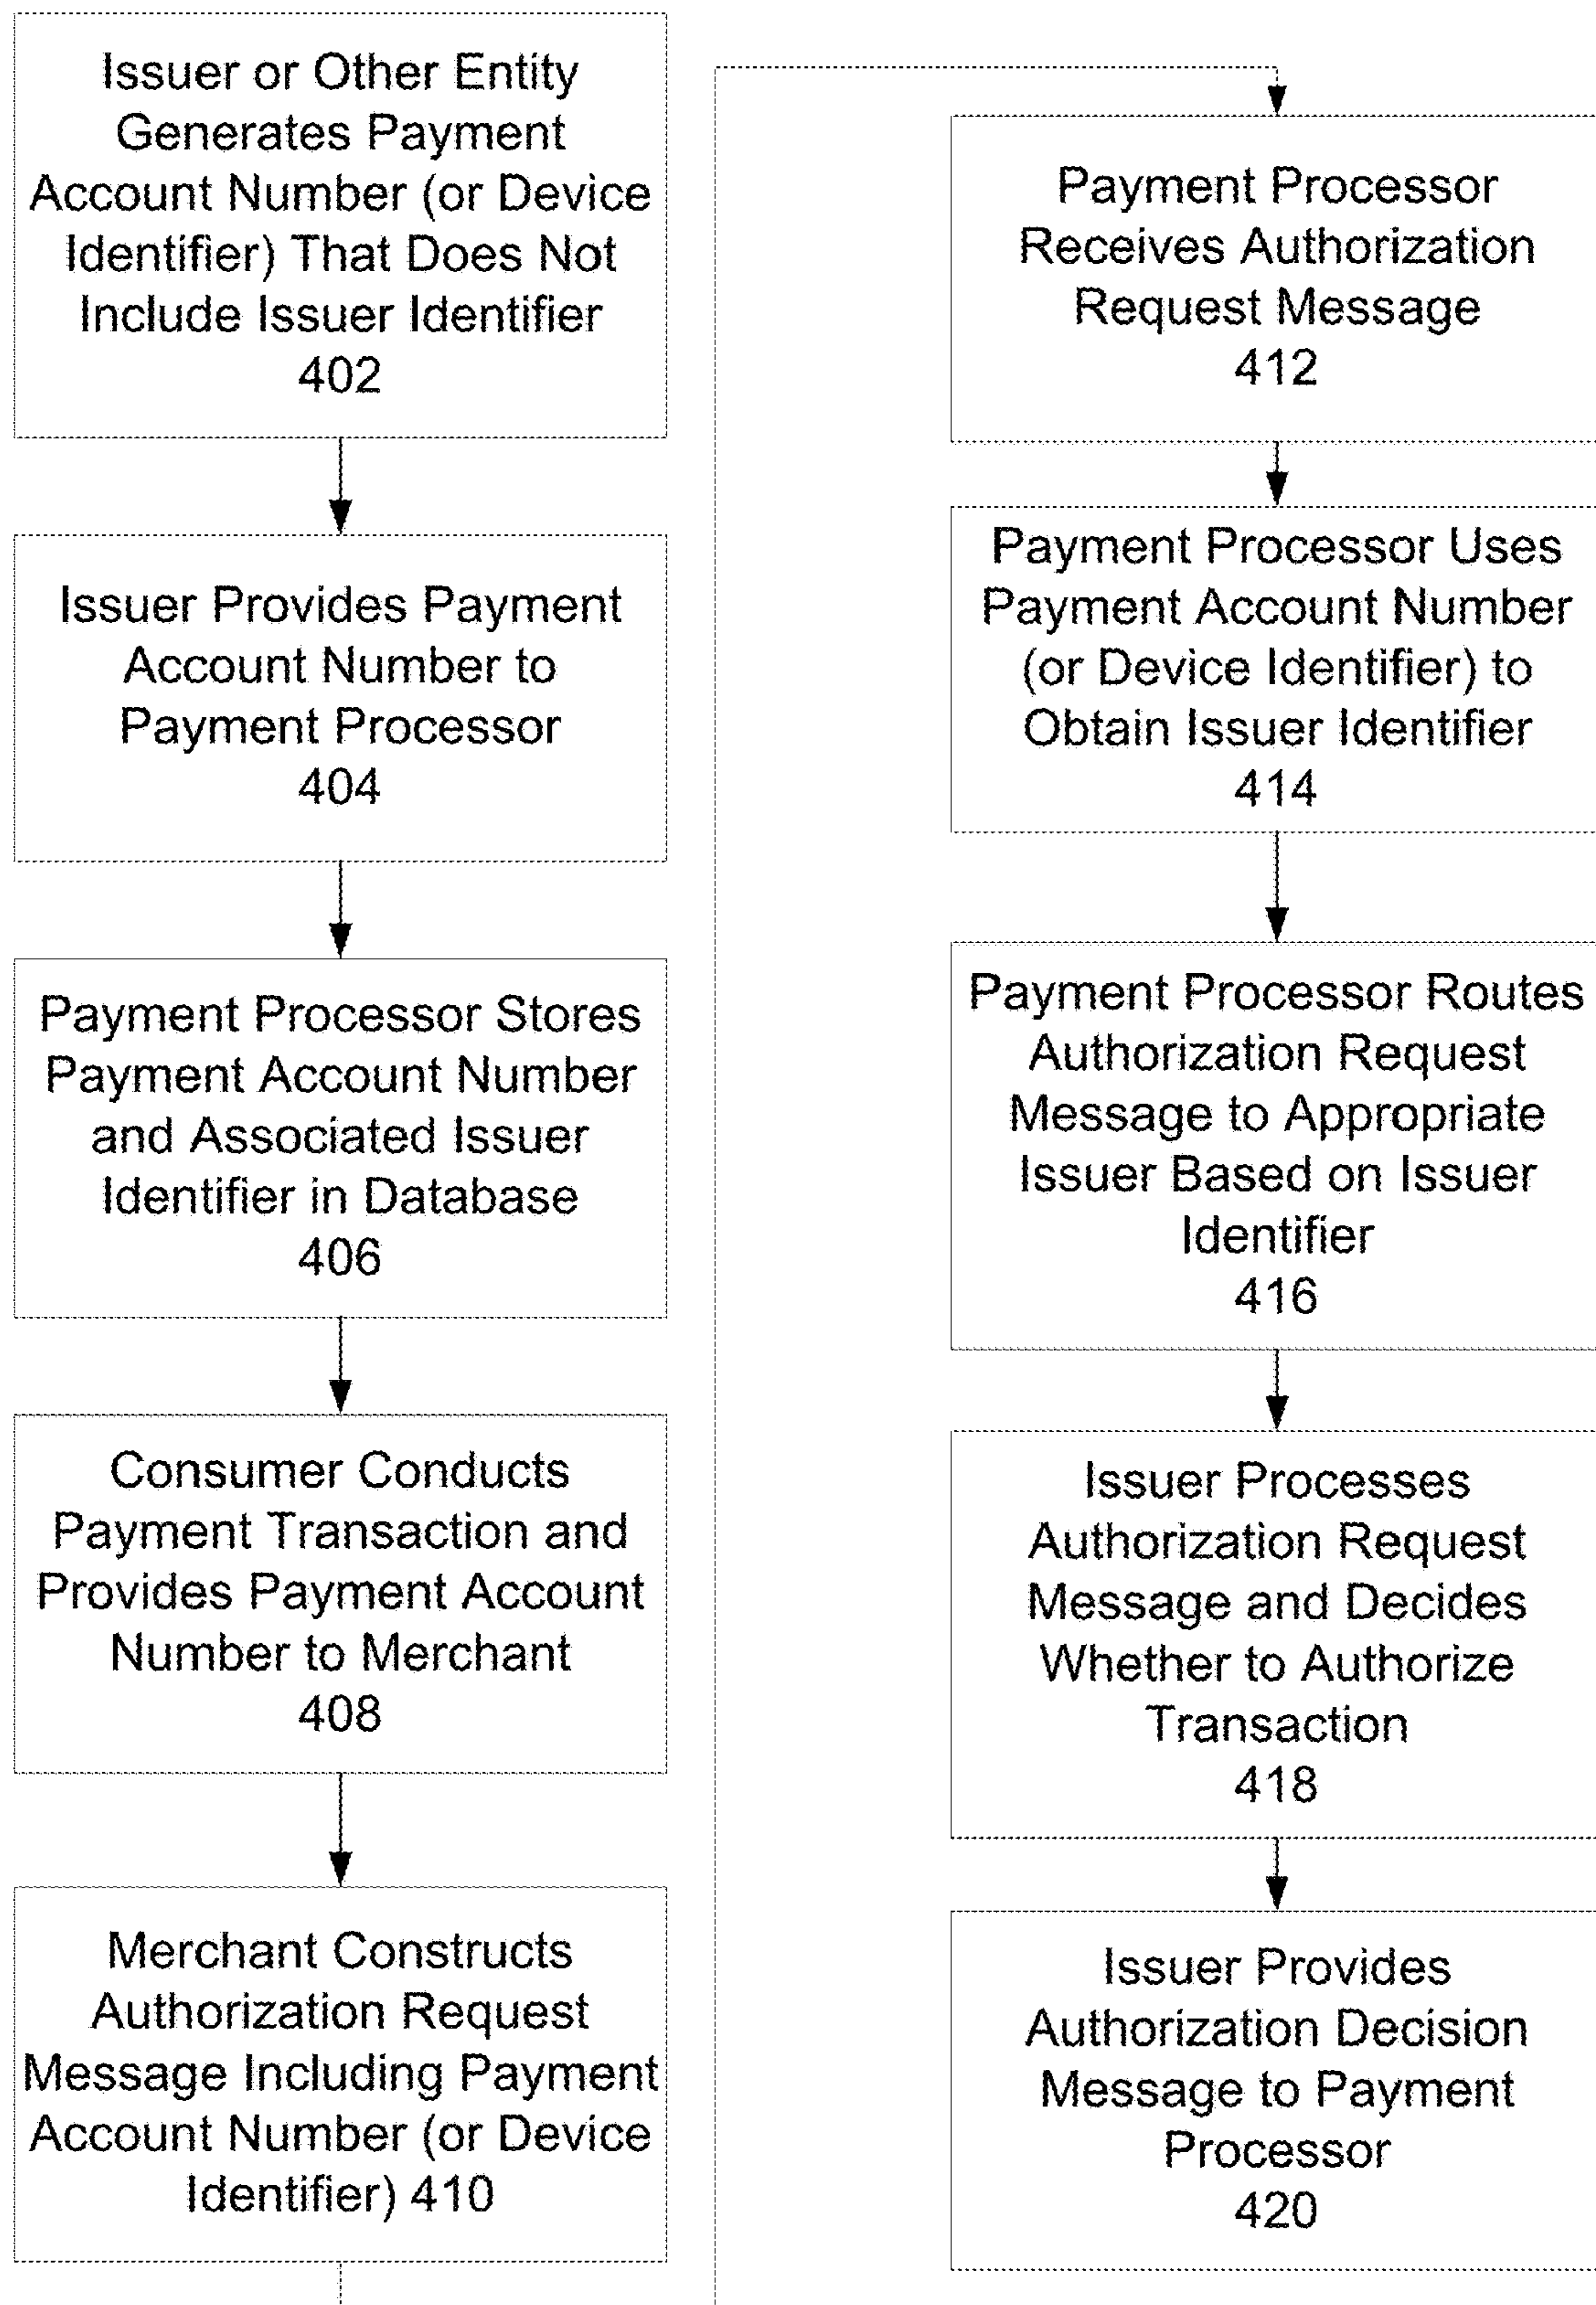 Issuer or Other Entity
Generates Payment
Account Number (or Device
Identifier) That Does Not
Include Issuer Identifier
402
Issuer Provides Payment
Account Number to
Payment Processor
404
Payment Processor Stores
Payment Account Number
and Associated Issuer
Identifier in Database
406
Consumer Conducts
Payment Transaction and
Provides Payment Account
Number to Merchant
408
Merchant Constructs
Authorization Request
Message Including Payment
Account Number (or Device
Identifier) 410
Payment Processor
Receives Authorization
Request Message
412
Payment Processor Uses
Payment Account Number
(or Device Identifier) to
Obtain Issuer Identifier
414
Payment Processor Routes
Authorization Request
Message to Appropriate
Issuer Based on Issuer
Identifier
416
Issuer Processes
Authorization Request
Message and Decides
Whether to Authorize
Transaction
418
Issuer Provides
Authorization Decision
Message to Payment
Processor
420